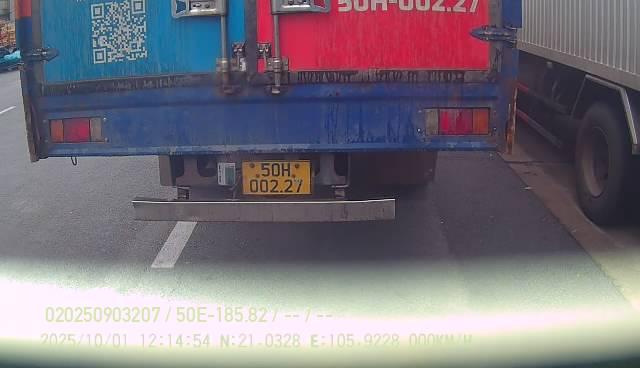 50H-002.27
50H
002.27
020250903207 / 50E-185.82 / -- / --
2025/10/01 12:14:54 N:21.0328 E:105.9228 000KM/H